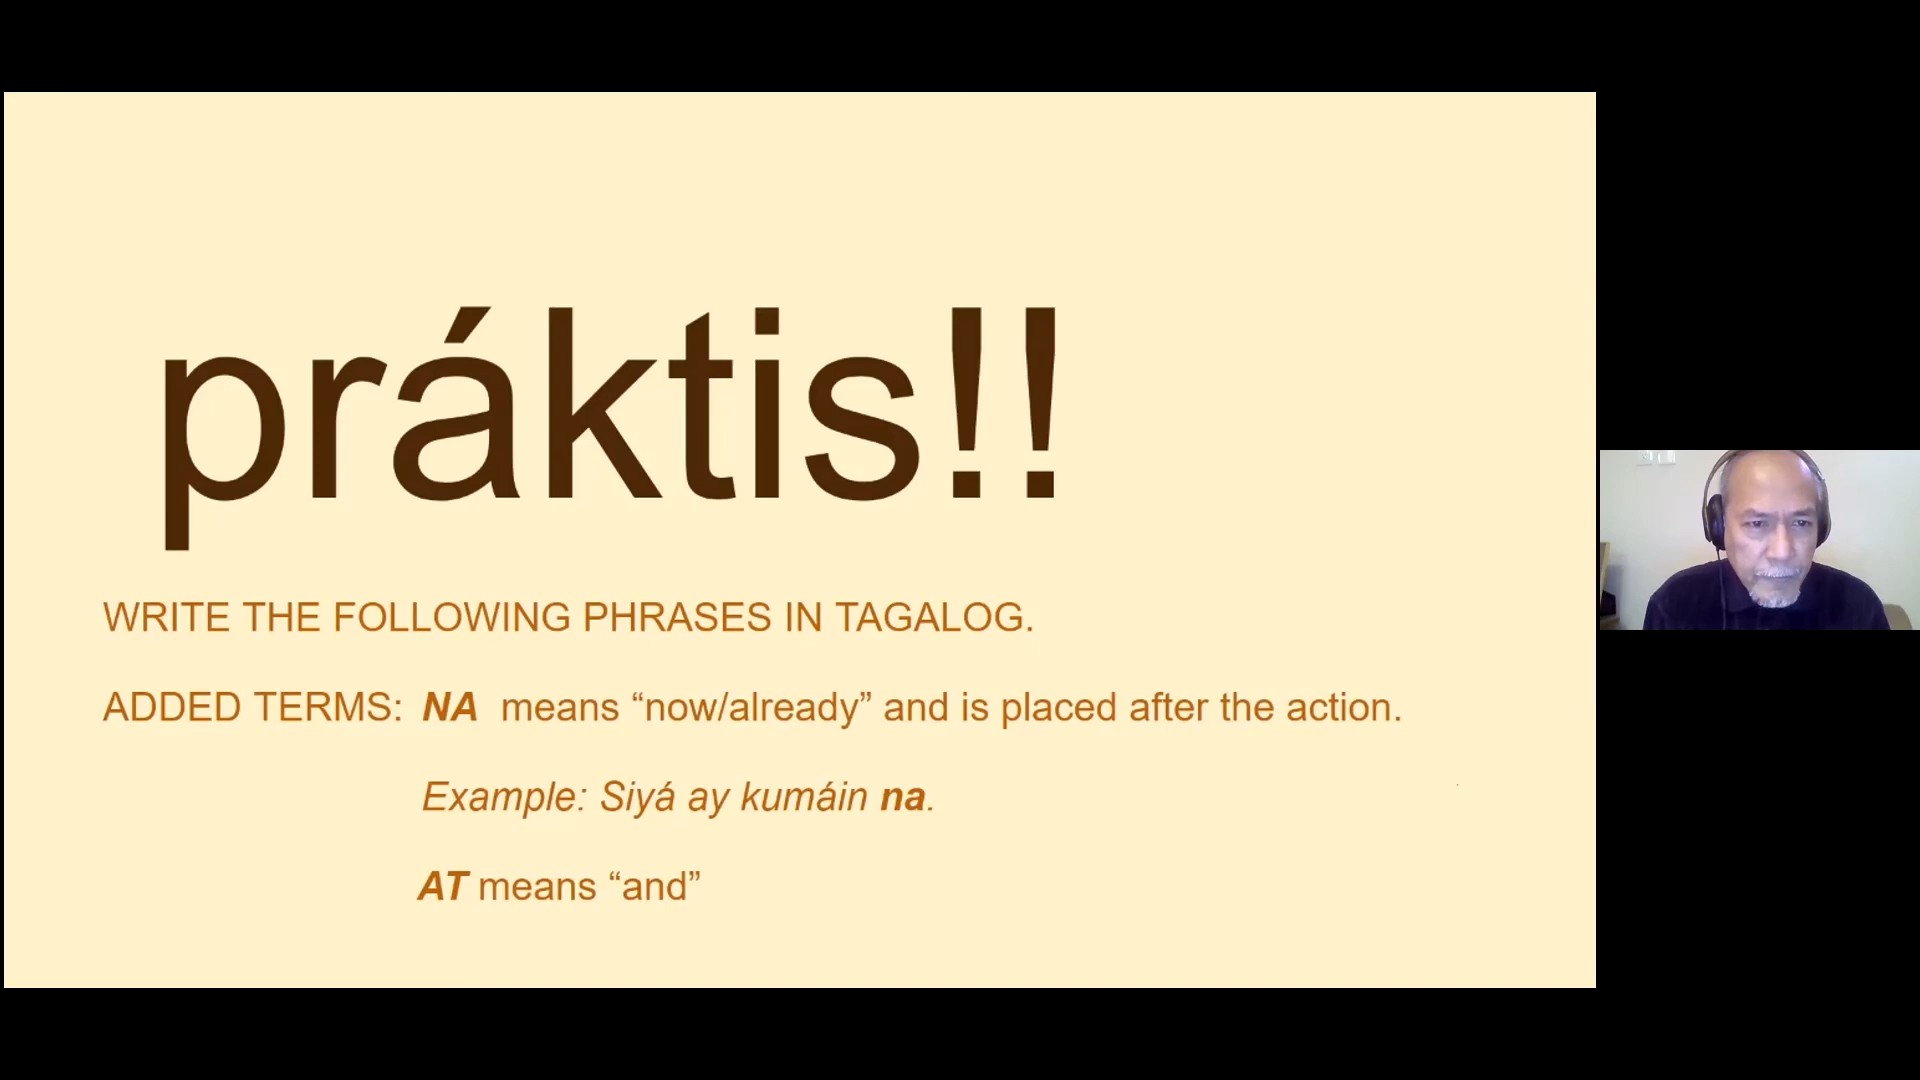 práktis!!
WRITE THE FOLLOWING PHRASES IN TAGALOG.
ADDED TERMS: NA means “now/already” and is placed after the action.
Example: Siyá ay kumáin na.
AT means “and”